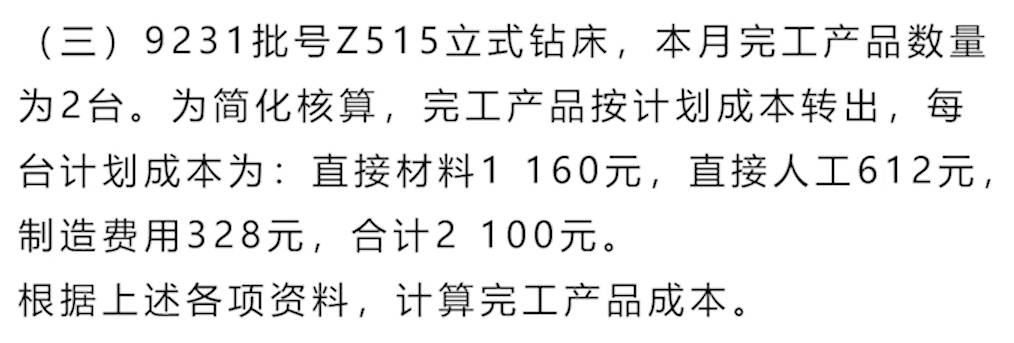 （三）9231批号Z515立式钻床，本月完工产品数量
为2台。为简化核算，完工产品按计划成本转出，每
台计划成本为：直接材料1 160元，直接人工612元，
制造费用328元，合计2 100元。
根据上述各项资料，计算完工产品成本。